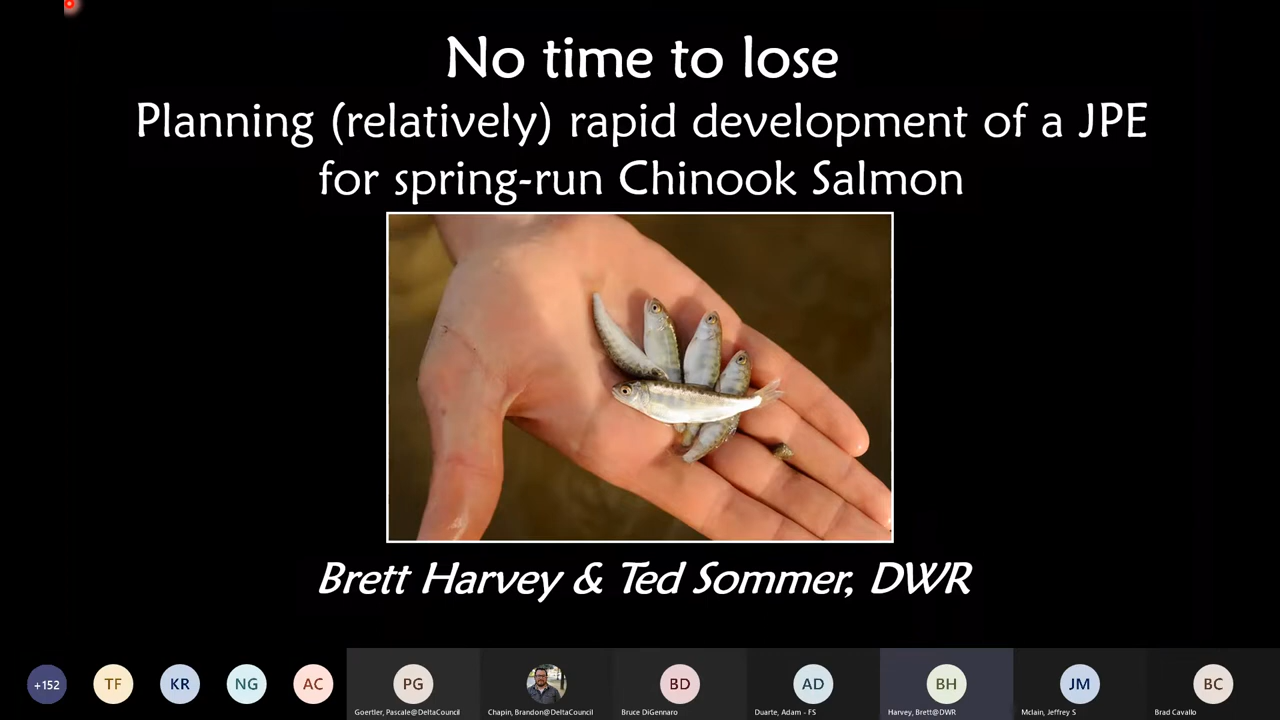 No time to lose
Planning (relatively) rapid development of a JPE
for spring-run Chinook Salmon
Brett Harvey & Ted Sommer, DWR
+152
TF
KR
NG
AC
PG
BD
AD
BH
JM
BC
Goertler, Pascale@DeltaCouncil
Chapin, Brandon@DeltaCouncil
Bruce DiGennaro
Duarte, Adam - FS
Harvey, Brett@DWR
Mclain, Jeffrey S
Brad Cavallo